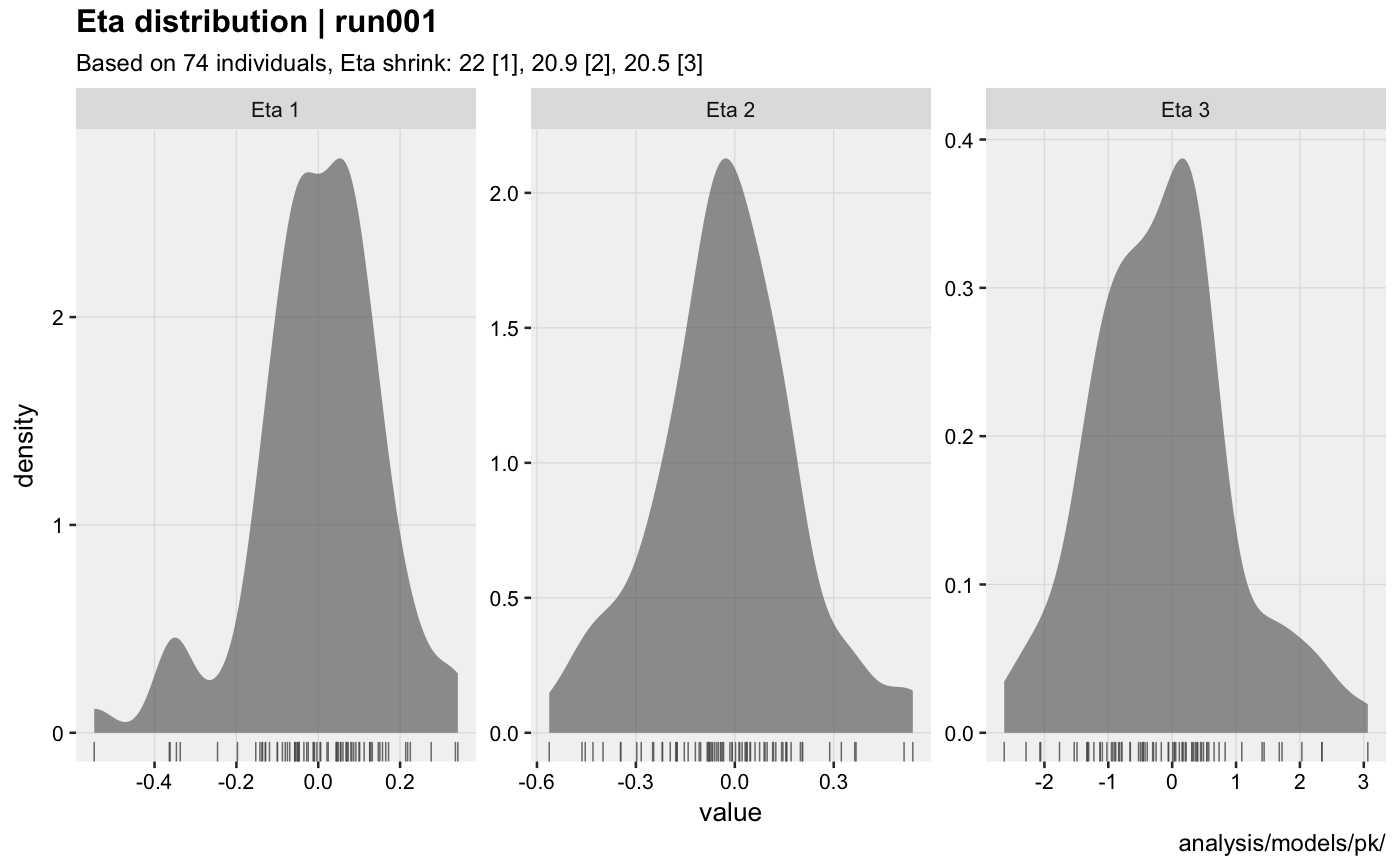 Eta distribution | run001
Based on 74 individuals, Eta shrink: 22 [1], 20.9 [2], 20.5 [3]
Eta 1
Eta 2
Eta 3
density
2
1
0
-0.4 -0.2 0.0 0.2
2.0
1.5
1.0
0.5
0.0
-0.6 -0.3 0.0 0.3
0.4
0.3
0.2
0.1
0.0
-2 -1 0 1 2 3
value
analysis/models/pk/